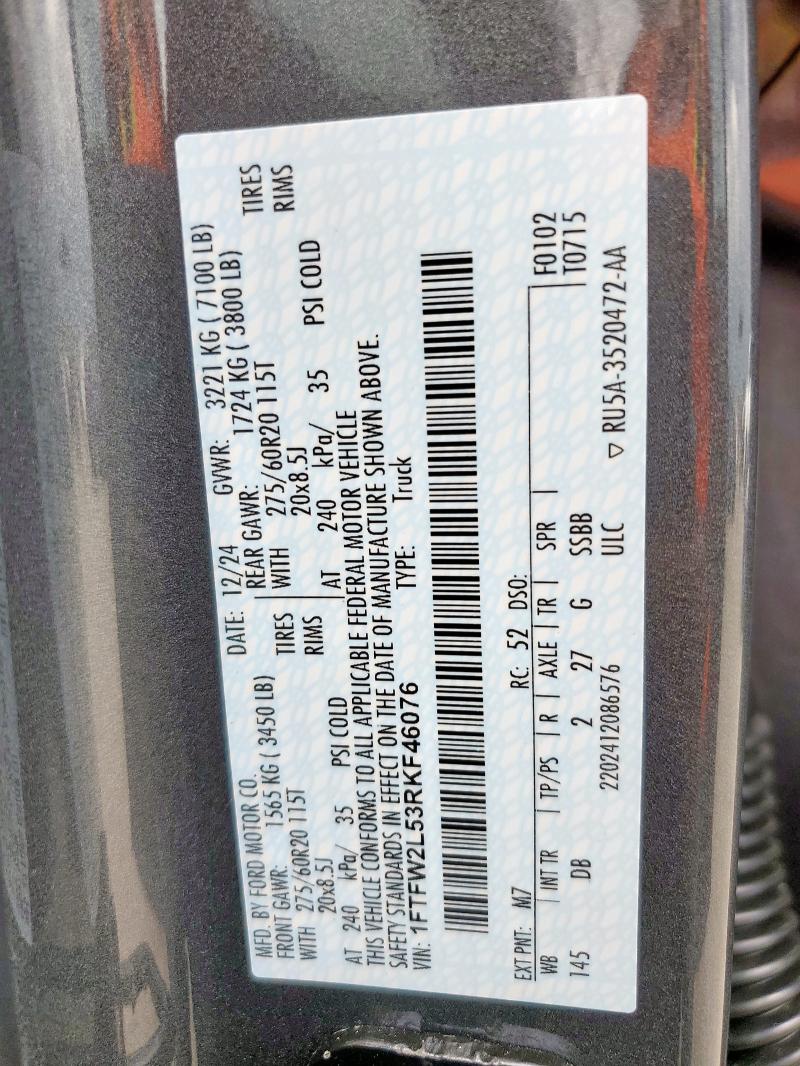 MFD. BY FORD MOTOR CO.
DATE: 12/24 GVWR: 3221 KG ( 7100 LB)
FRONT GAWR: 1565 KG ( 3450 LB) REAR GAWR: 1724 KG ( 3800 LB)
WITH 275/60R20 115T TIRES WITH 275/60R20 115T TIRES
20x8.5J RIMS 20x8.5J RIMS
AT 240 kPa/ 35 PSI COLD AT 240 kPa/ 35 PSI COLD
THIS VEHICLE CONFORMS TO ALL APPLICABLE FEDERAL MOTOR VEHICLE
SAFETY STANDARDS IN EFFECT ON THE DATE OF MANUFACTURE SHOWN ABOVE.
VIN: 1FTFW2L53RKF46076 TYPE: Truck
EXT PNT: M7 RC: 52 DSO:
WB | INT TR | TP/PS | R | AXLE | TR | SPR | F0102
145 DB 2 27 G SSBB T0715
2202412086576 ULC ▽ RU5A-3520472-AA